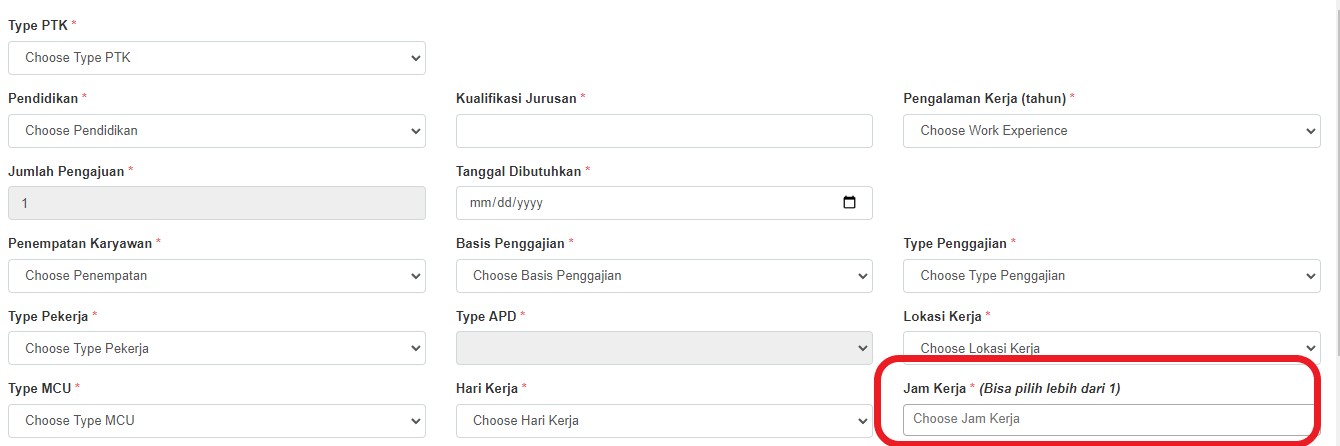 Type PTK *
Choose Type PTK
Pendidikan *
Kualifikasi Jurusan *
Pengalaman Kerja (tahun) *
Choose Pendidikan
Choose Work Experience
Jumlah Pengajuan *
Tanggal Dibutuhkan *
1
mm/dd/yyyy
Penempatan Karyawan *
Basis Penggajian *
Type Penggajian *
Choose Penempatan
Choose Basis Penggajian
Choose Type Penggajian
Type Pekerja *
Type APD *
Lokasi Kerja *
Choose Type Pekerja
Choose Lokasi Kerja
Type MCU *
Hari Kerja *
Jam Kerja * (Bisa pilih lebih dari 1)
Choose Type MCU
Choose Hari Kerja
Choose Jam Kerja